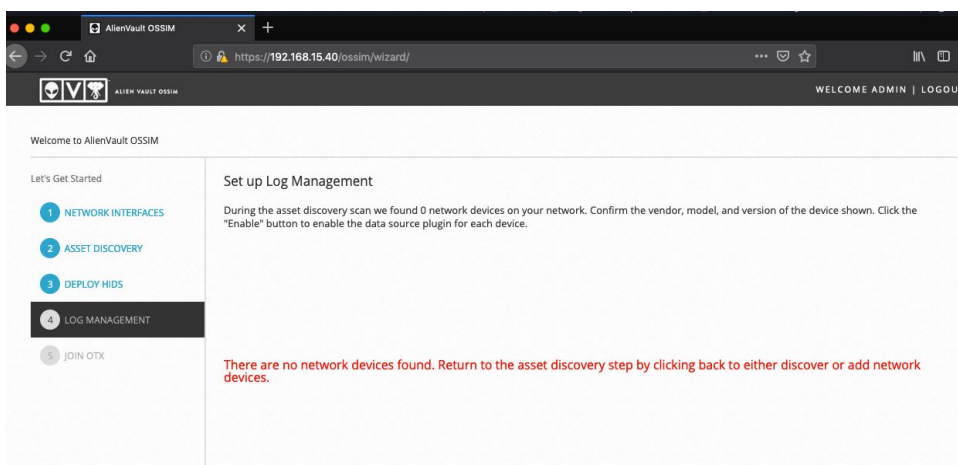 AlienVault OSSIM
https://192.168.15.40/ossim/wizard/
ALIEN VAULT OSSIM
WELCOME ADMIN | LOGOU
Welcome to AlienVault OSSIM
Let's Get Started
1 NETWORK INTERFACES
2 ASSET DISCOVERY
3 DEPLOY HIDS
4 LOG MANAGEMENT
5 JOIN OTX
Set up Log Management
During the asset discovery scan we found 0 network devices on your network. Confirm the vendor, model, and version of the device shown. Click the
"Enable" button to enable the data source plugin for each device.
There are no network devices found. Return to the asset discovery step by clicking back to either discover or add network
devices.